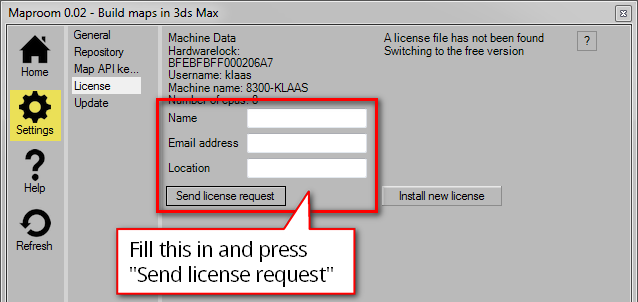 Maproom 0.02 - Build maps in 3ds Max
Home
Settings
Help
Refresh
General
Repository
Map API ke...
License
Update
Machine Data
Hardwarelock:
BFEBFBFF000206A7
Username: klaas
Machine name: 8300-KLAAS
Number of cpus: 8
A license file has not been found
Switching to the free version
?
Name
Email address
Location
Send license request
Install new license
Fill this in and press
"Send license request"